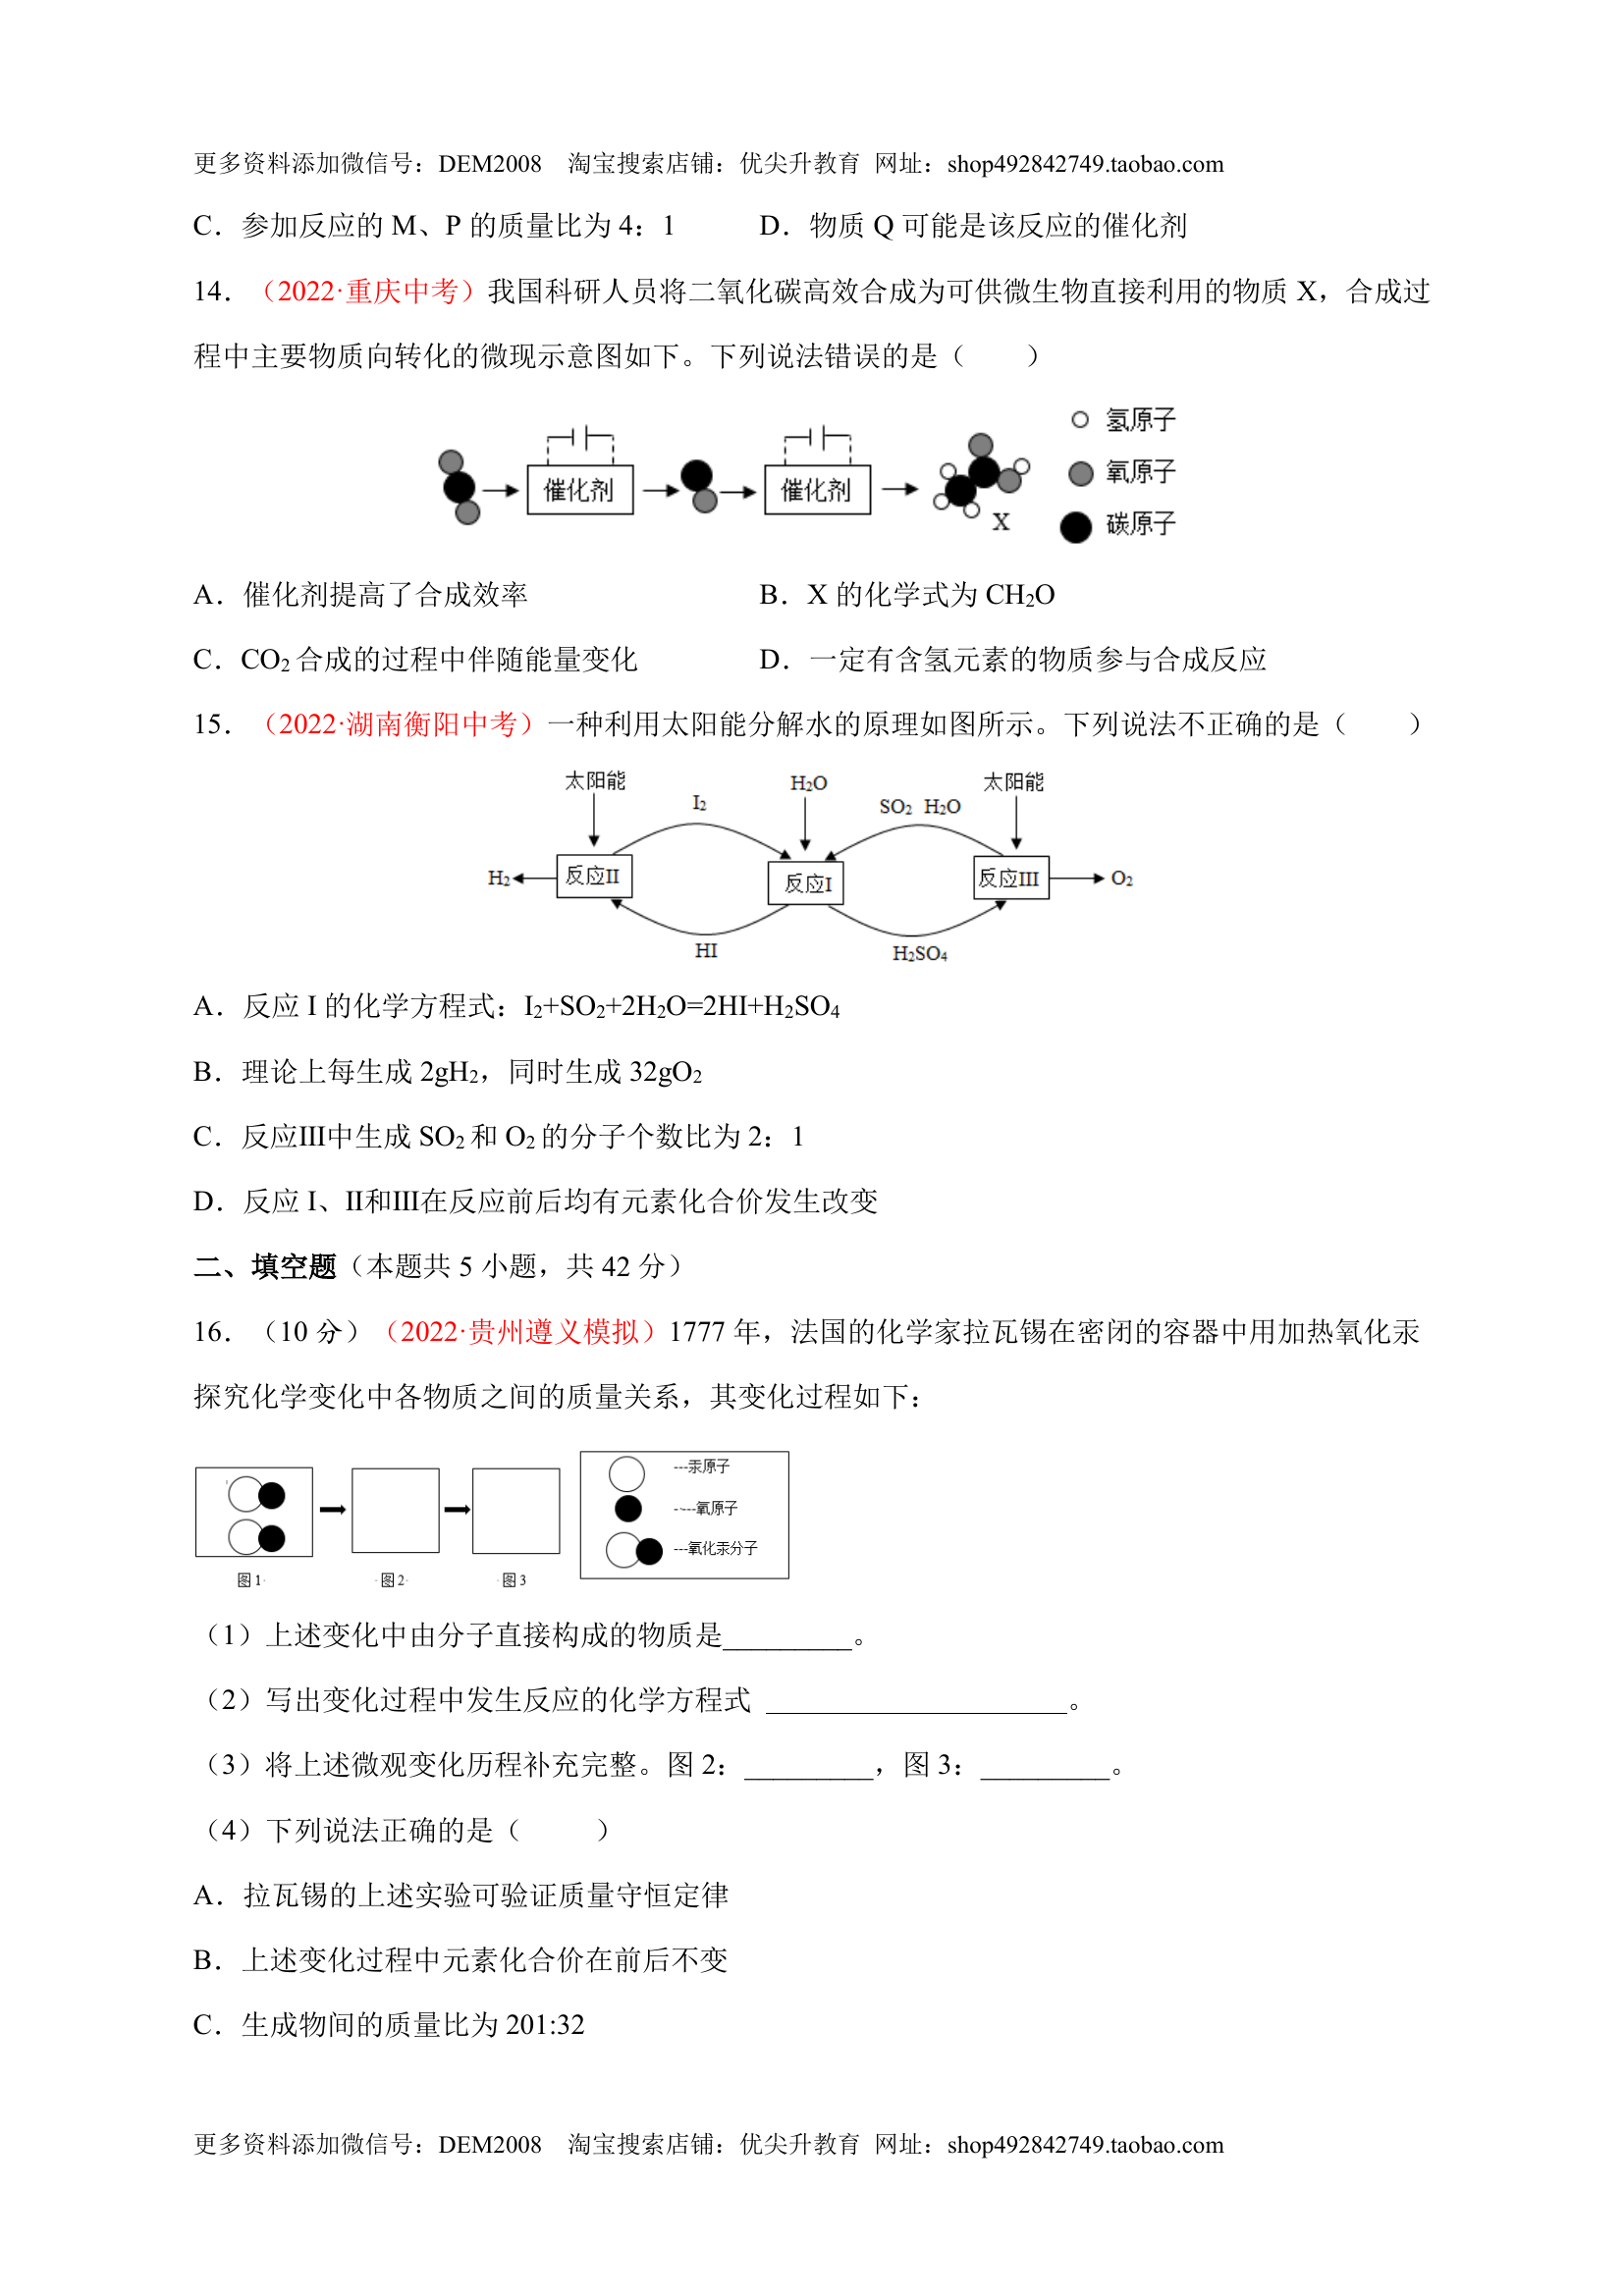 更多资料添加微信号：DEM2008 淘宝搜索店铺：优尖升教育 网址：shop492842749.taobao.com
C．参加反应的 M、P 的质量比为 4：1 D．物质 Q 可能是该反应的催化剂
14．（2022·重庆中考）我国科研人员将二氧化碳高效合成为可供微生物直接利用的物质 X，合成过
程中主要物质向转化的微现示意图如下。下列说法错误的是（ ）
催化剂 催化剂 X
氢原子
氧原子
碳原子
A．催化剂提高了合成效率 B．X 的化学式为 CH₂O
C．CO₂ 合成的过程中伴随能量变化 D．一定有含氢元素的物质参与合成反应
15．（2022·湖南衡阳中考）一种利用太阳能分解水的原理如图所示。下列说法不正确的是（ ）
太阳能 I₂ H₂O SO₂ H₂O 太阳能
H₂ 反应II 反应I 反应III O₂
HI H₂SO₄
A．反应 I 的化学方程式：I₂+SO₂+2H₂O=2HI+H₂SO₄
B．理论上每生成 2gH₂，同时生成 32gO₂
C．反应Ⅲ中生成 SO₂ 和 O₂ 的分子个数比为 2：1
D．反应 I、Ⅱ和Ⅲ在反应前后均有元素化合价发生改变
二、填空题（本题共 5 小题，共 42 分）
16．（10 分）（2022·贵州遵义模拟）1777 年，法国的化学家拉瓦锡在密闭的容器中用加热氧化汞
探究化学变化中各物质之间的质量关系，其变化过程如下：
---汞原子
----氧原子
---氧化汞分子
图 1 图 2 图 3
（1）上述变化中由分子直接构成的物质是_________。
（2）写出变化过程中发生反应的化学方程式 _____________________。
（3）将上述微观变化历程补充完整。图 2：_________，图 3：_________。
（4）下列说法正确的是（ ）
A．拉瓦锡的上述实验可验证质量守恒定律
B．上述变化过程中元素化合价在前后不变
C．生成物间的质量比为 201:32
更多资料添加微信号：DEM2008 淘宝搜索店铺：优尖升教育 网址：shop492842749.taobao.com